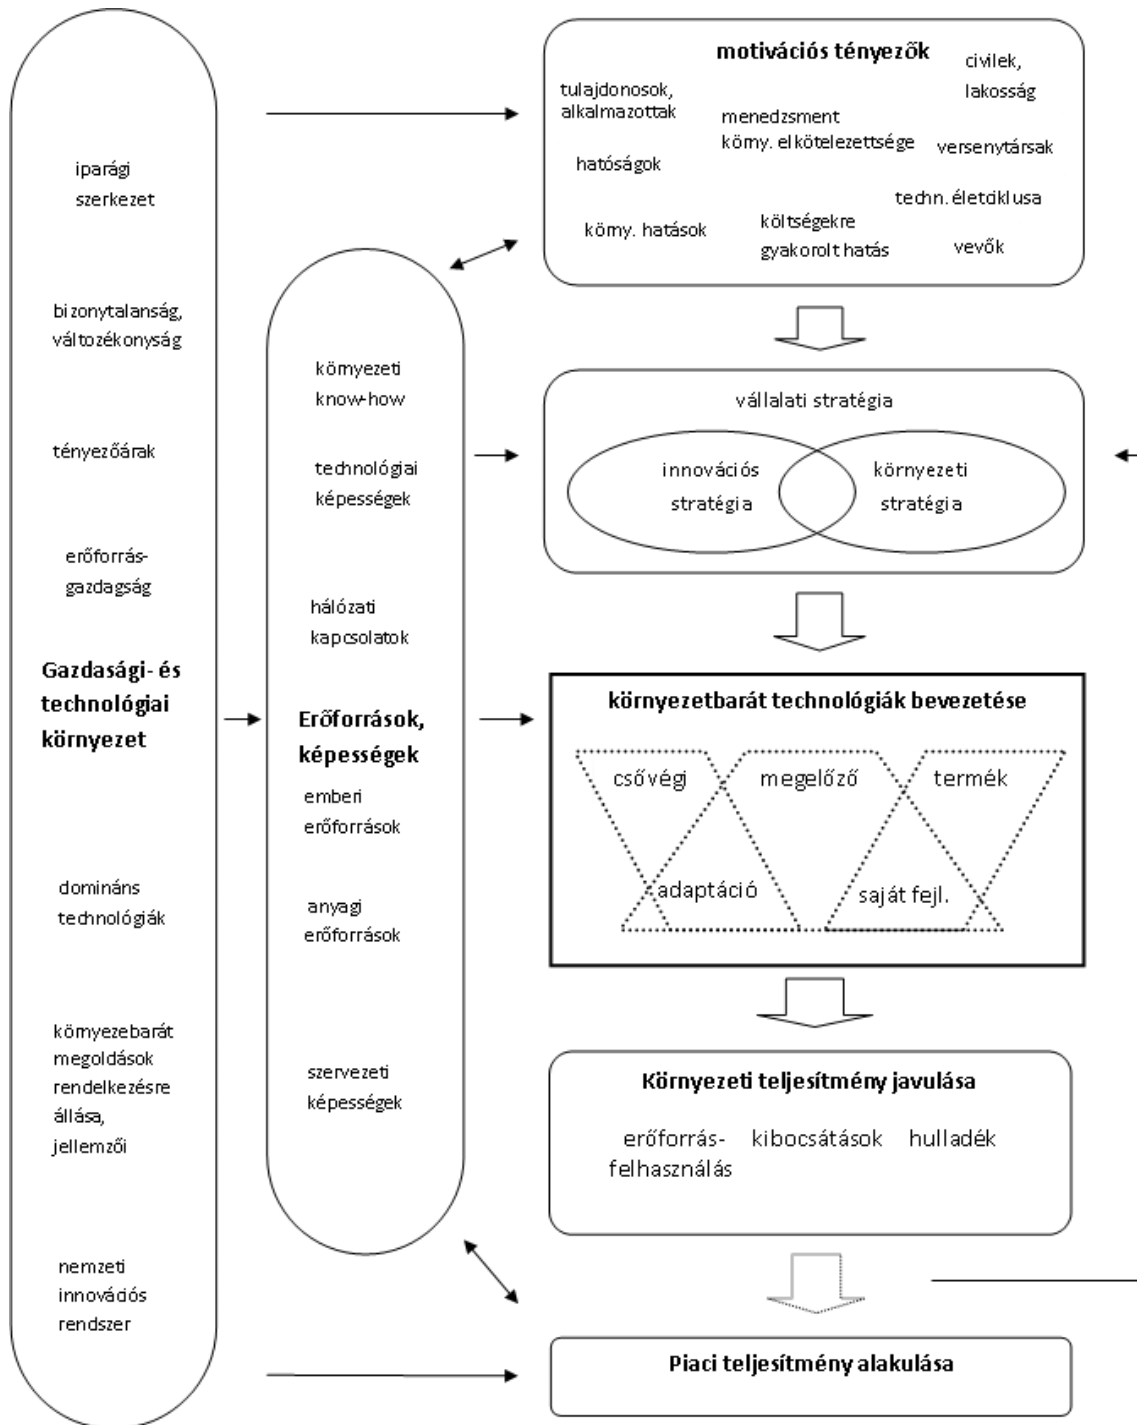 iparági
szerkezet
bizonytalanság,
változékonyság
tényezőárak
erőforrás-
gazdagság
Gazdasági- és
technológiai
környezet
domináns
technológiák
környezebarát
megoldások
rendelkezésre
állása,
jellemzői
nemzeti
innovációs
rendszer
környezeti
know-how
technológiai
képességek
hálózati
kapcsolatok
Erőforrások,
képességek
emberi
erőforrások
anyagi
erőforrások
szervezeti
képességek
motivációs tényezők
civilek,
lakosság
tulajdonosok,
alkalmazottak
menedzsment
körny. elkötelezettsége
versenytársak
hatóságok
techn. életciklusa
körny. hatások
költségekre
gyakorolt hatás
vevők
vállalati stratégia
innovációs
stratégia
környezeti
stratégia
környezetbarát technológiák bevezetése
csővégi
megelőző
termék
adaptáció
saját fejl.
Környezeti teljesítmény javulása
erőforrás-
felhasználás
kibocsátások
hulladék
Piaci teljesítmény alakulása